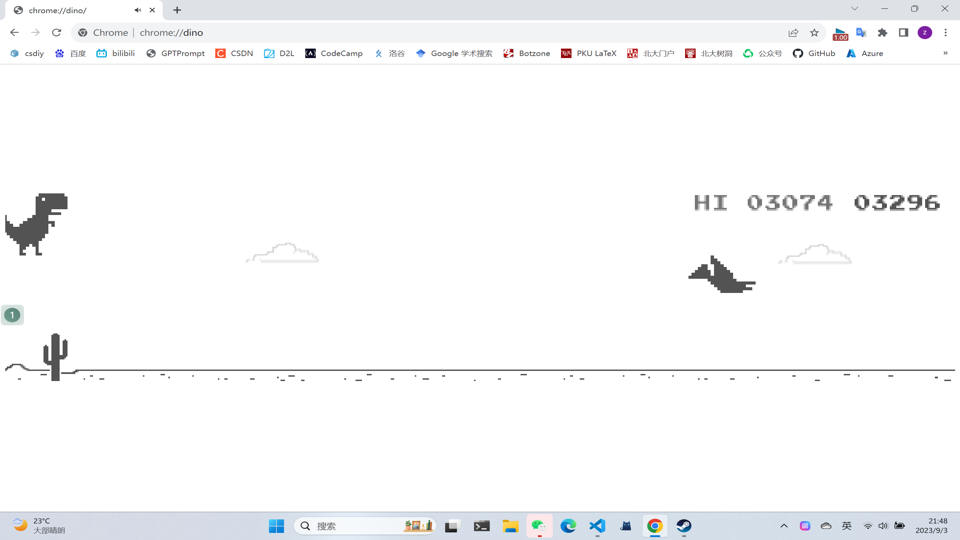 chrome://dino/
Chrome | chrome://dino
1.00
z
csdiy 百度 bilibili GPTPrompt CSDN D2L CodeCamp 洛谷 Google 学术搜索 Botzone PKU LaTeX 北大门户 北大树洞 公众号 GitHub Azure »
HI 03074 03296
1
23°C
大部晴朗
搜索
英
21:48
2023/9/3